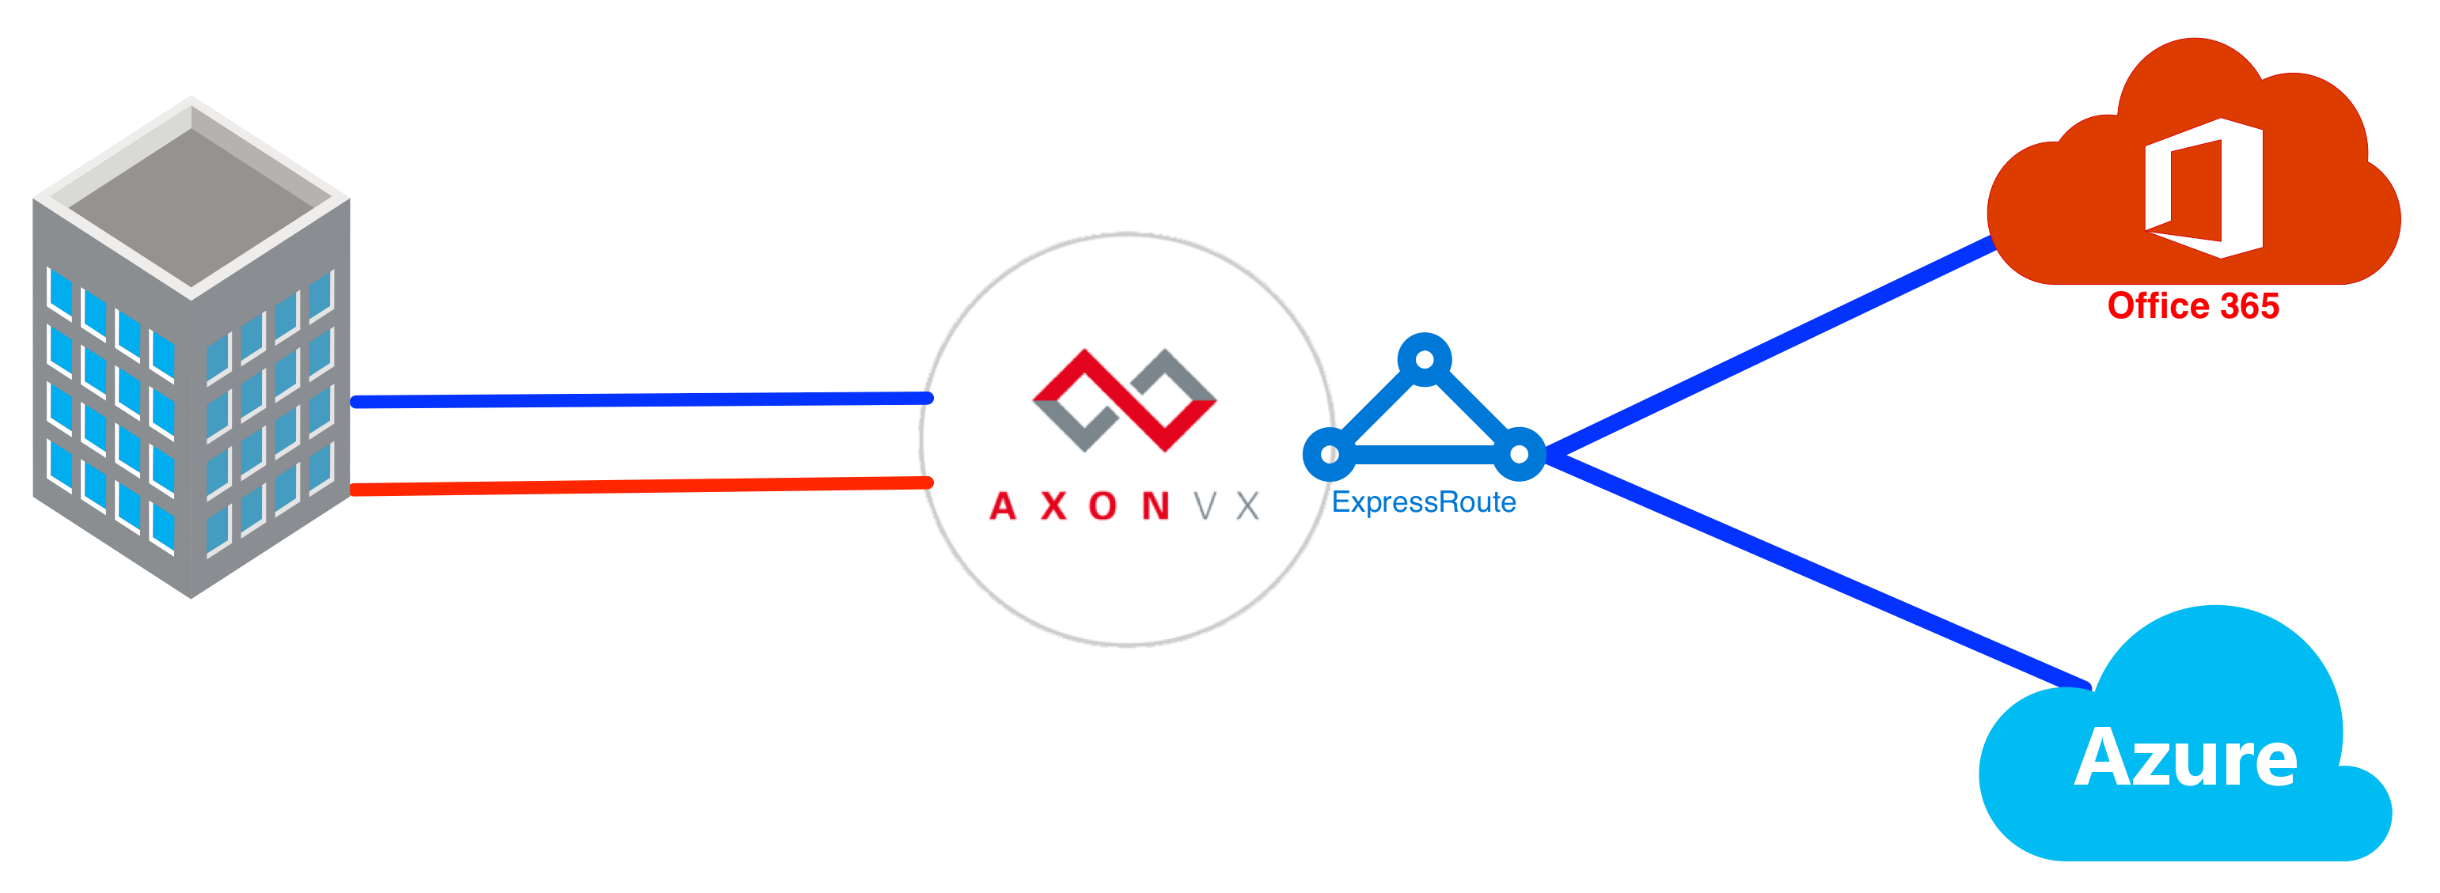 AXONVX
ExpressRoute
Office 365
Azure